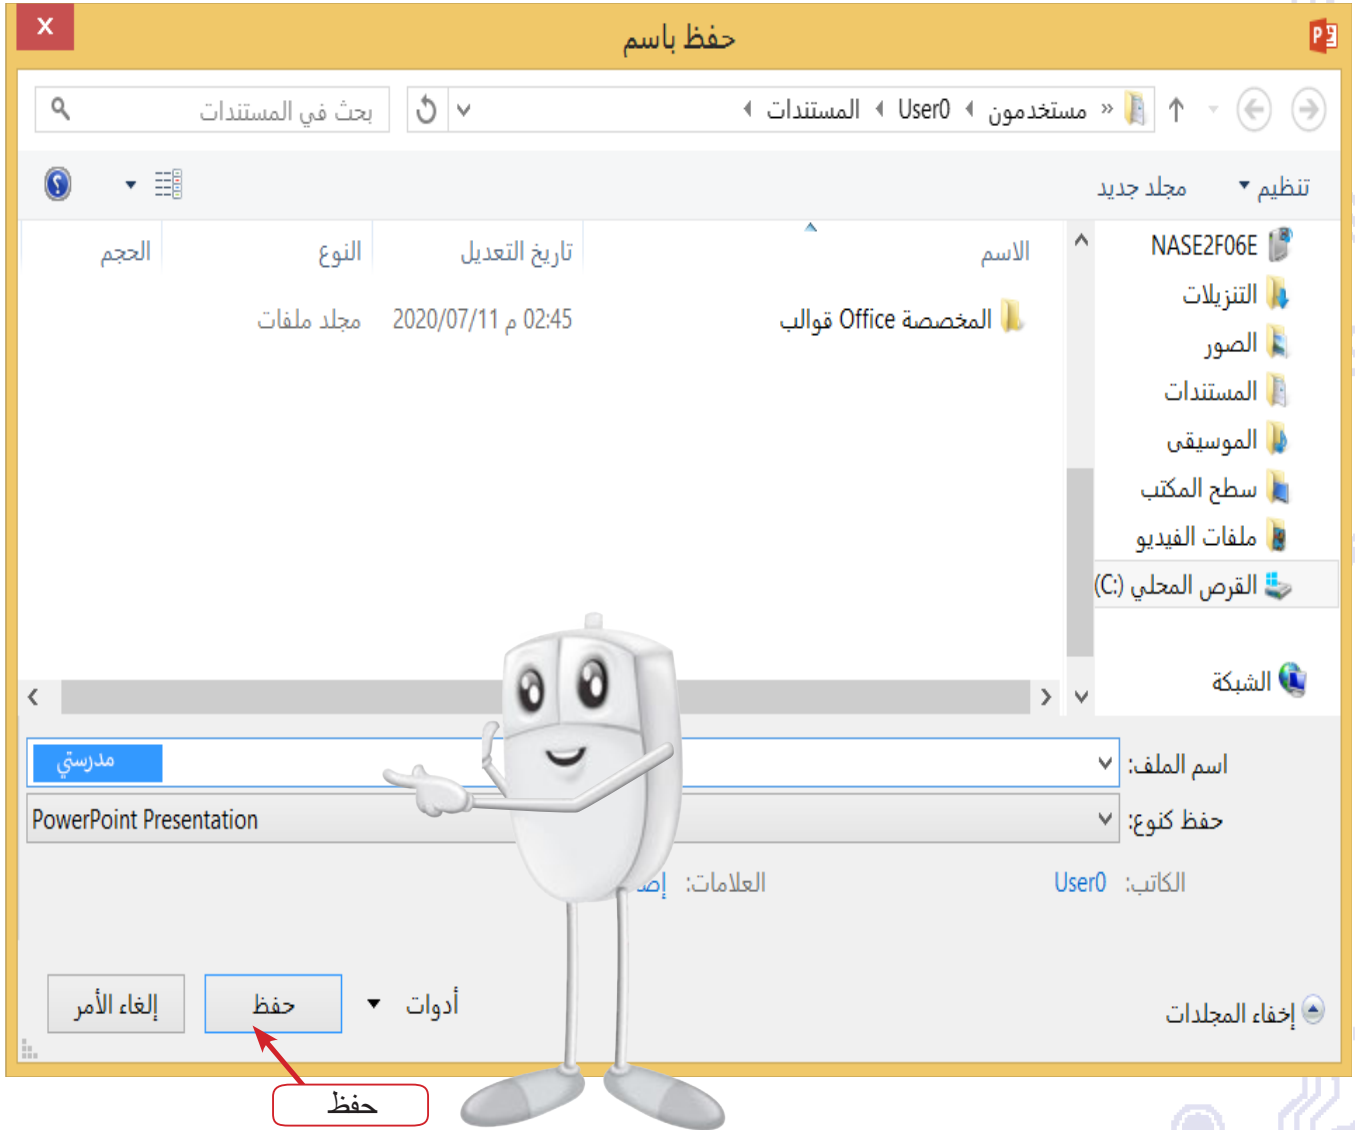 حفظ باسم
« مستخدمون User0 المستندات
بحث في المستندات
تنظيم
مجلد جديد
الاسم
تاريخ التعديل
النوع
الحجم
المخصصة Office قوالب
02:45 م 2020/07/11
مجلد ملفات
NASE2F06E
التنزيلات
الصور
المستندات
الموسيقى
سطح المكتب
ملفات الفيديو
القرص المحلي (C:)
الشبكة
اسم الملف:
مدرستي
حفظ كنوع:
PowerPoint Presentation
الكاتب: User0
العلامات:
إخفاء المجلدات
أدوات
حفظ
إلغاء الأمر
حفظ